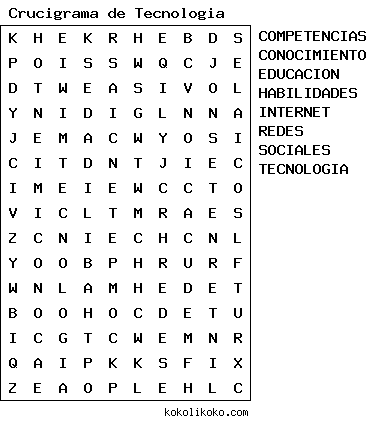 Crucigrama de Tecnologia
K H E K R H E B D S COMPETENCIAS
P O I S S W Q C J E CONOCIMIENTO
D T W E A S I V O L EDUCACION
Y N I D I G L N N A HABILIDADES
J E M A C W Y O S I INTERNET
C I T D N T J I E C REDES
I M E I E W C C T O SOCIALES
V I C L T M R A E S TECNOLOGIA
Z C N I E C H C N L
Y O O B P H R U R F
W N L A M H E D E T
B O O H O C D E T U
I C G T C W E M N R
Q A I P K K S F I X
Z E A O P L E H L C
kokolikoko.com